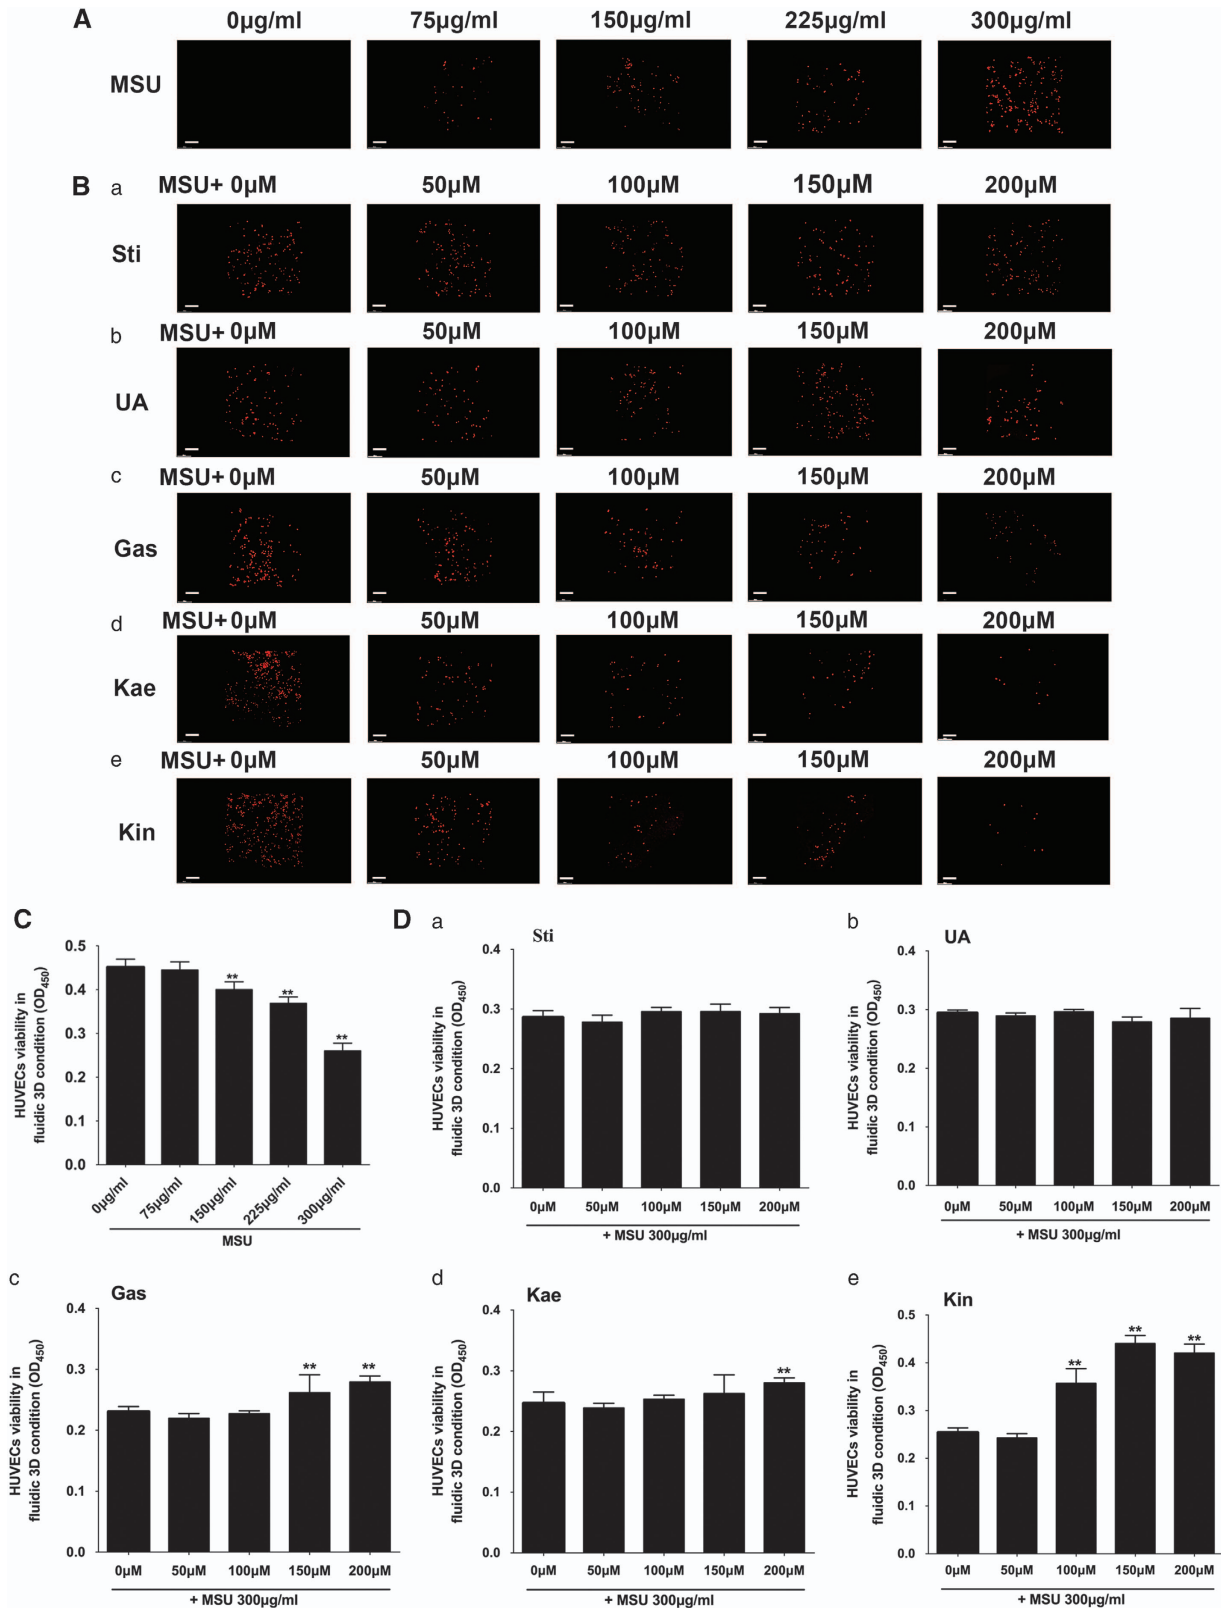 A 0µg/ml 75µg/ml 150µg/ml 225µg/ml 300µg/ml
MSU
B a MSU+ 0µM 50µM 100µM 150µM 200µM
Sti
b MSU+ 0µM 50µM 100µM 150µM 200µM
UA
c MSU+ 0µM 50µM 100µM 150µM 200µM
Gas
d MSU+ 0µM 50µM 100µM 150µM 200µM
Kae
e MSU+ 0µM 50µM 100µM 150µM 200µM
Kin
C
HUVECs viability in
fluidic 3D condition (OD450)
0.5
0.4
0.3
0.2
0.1
0.0
** ** **
0µg/ml 75µg/ml 150µg/ml 225µg/ml 300µg/ml
MSU
D a
Sti
HUVECs viability in
fluidic 3D condition (OD450)
0.4
0.3
0.2
0.1
0.0
0µM 50µM 100µM 150µM 200µM
+ MSU 300µg/ml
b
UA
HUVECs viability in
fluidic 3D condition (OD450)
0.4
0.3
0.2
0.1
0.0
0µM 50µM 100µM 150µM 200µM
+ MSU 300µg/ml
c
Gas
HUVECs viability in
fluidic 3D condition (OD450)
0.4
0.3
0.2
0.1
0.0
** **
0µM 50µM 100µM 150µM 200µM
+ MSU 300µg/ml
d
Kae
HUVECs viability in
fluidic 3D condition (OD450)
0.4
0.3
0.2
0.1
0.0
**
0µM 50µM 100µM 150µM 200µM
+ MSU 300µg/ml
e
Kin
HUVECs viability in
fluidic 3D condition (OD450)
0.5
0.4
0.3
0.2
0.1
0.0
** ** **
0µM 50µM 100µM 150µM 200µM
+ MSU 300µg/ml